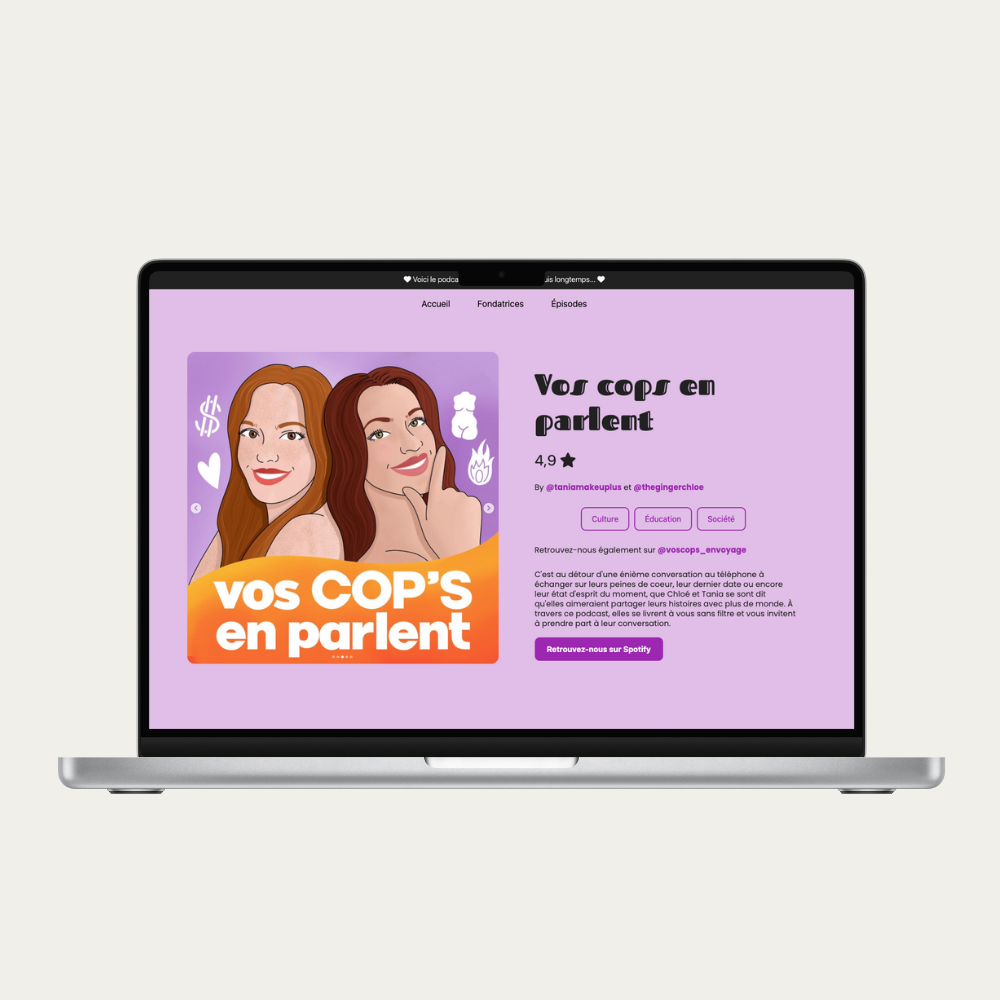 Voici le podca
uis longtemps...
Accueil Fondatrices Épisodes
vos COP'S
en parlent
Vos cops en
parlent
4,9
By @taniamakeuplus et @thegingerchloe
Culture Éducation Société
Retrouvez-nous également sur @voscops_envoyage
C'est au détour d'une énième conversation au téléphone à
échanger sur leurs peines de coeur, leur dernier date ou encore
leur état d'esprit du moment, que Chloé et Tania se sont dit
qu'elles aimeraient partager leurs histoires avec plus de monde. À
travers ce podcast, elles se livrent à vous sans filtre et vous invitent
à prendre part à leur conversation.
Retrouvez-nous sur Spotify